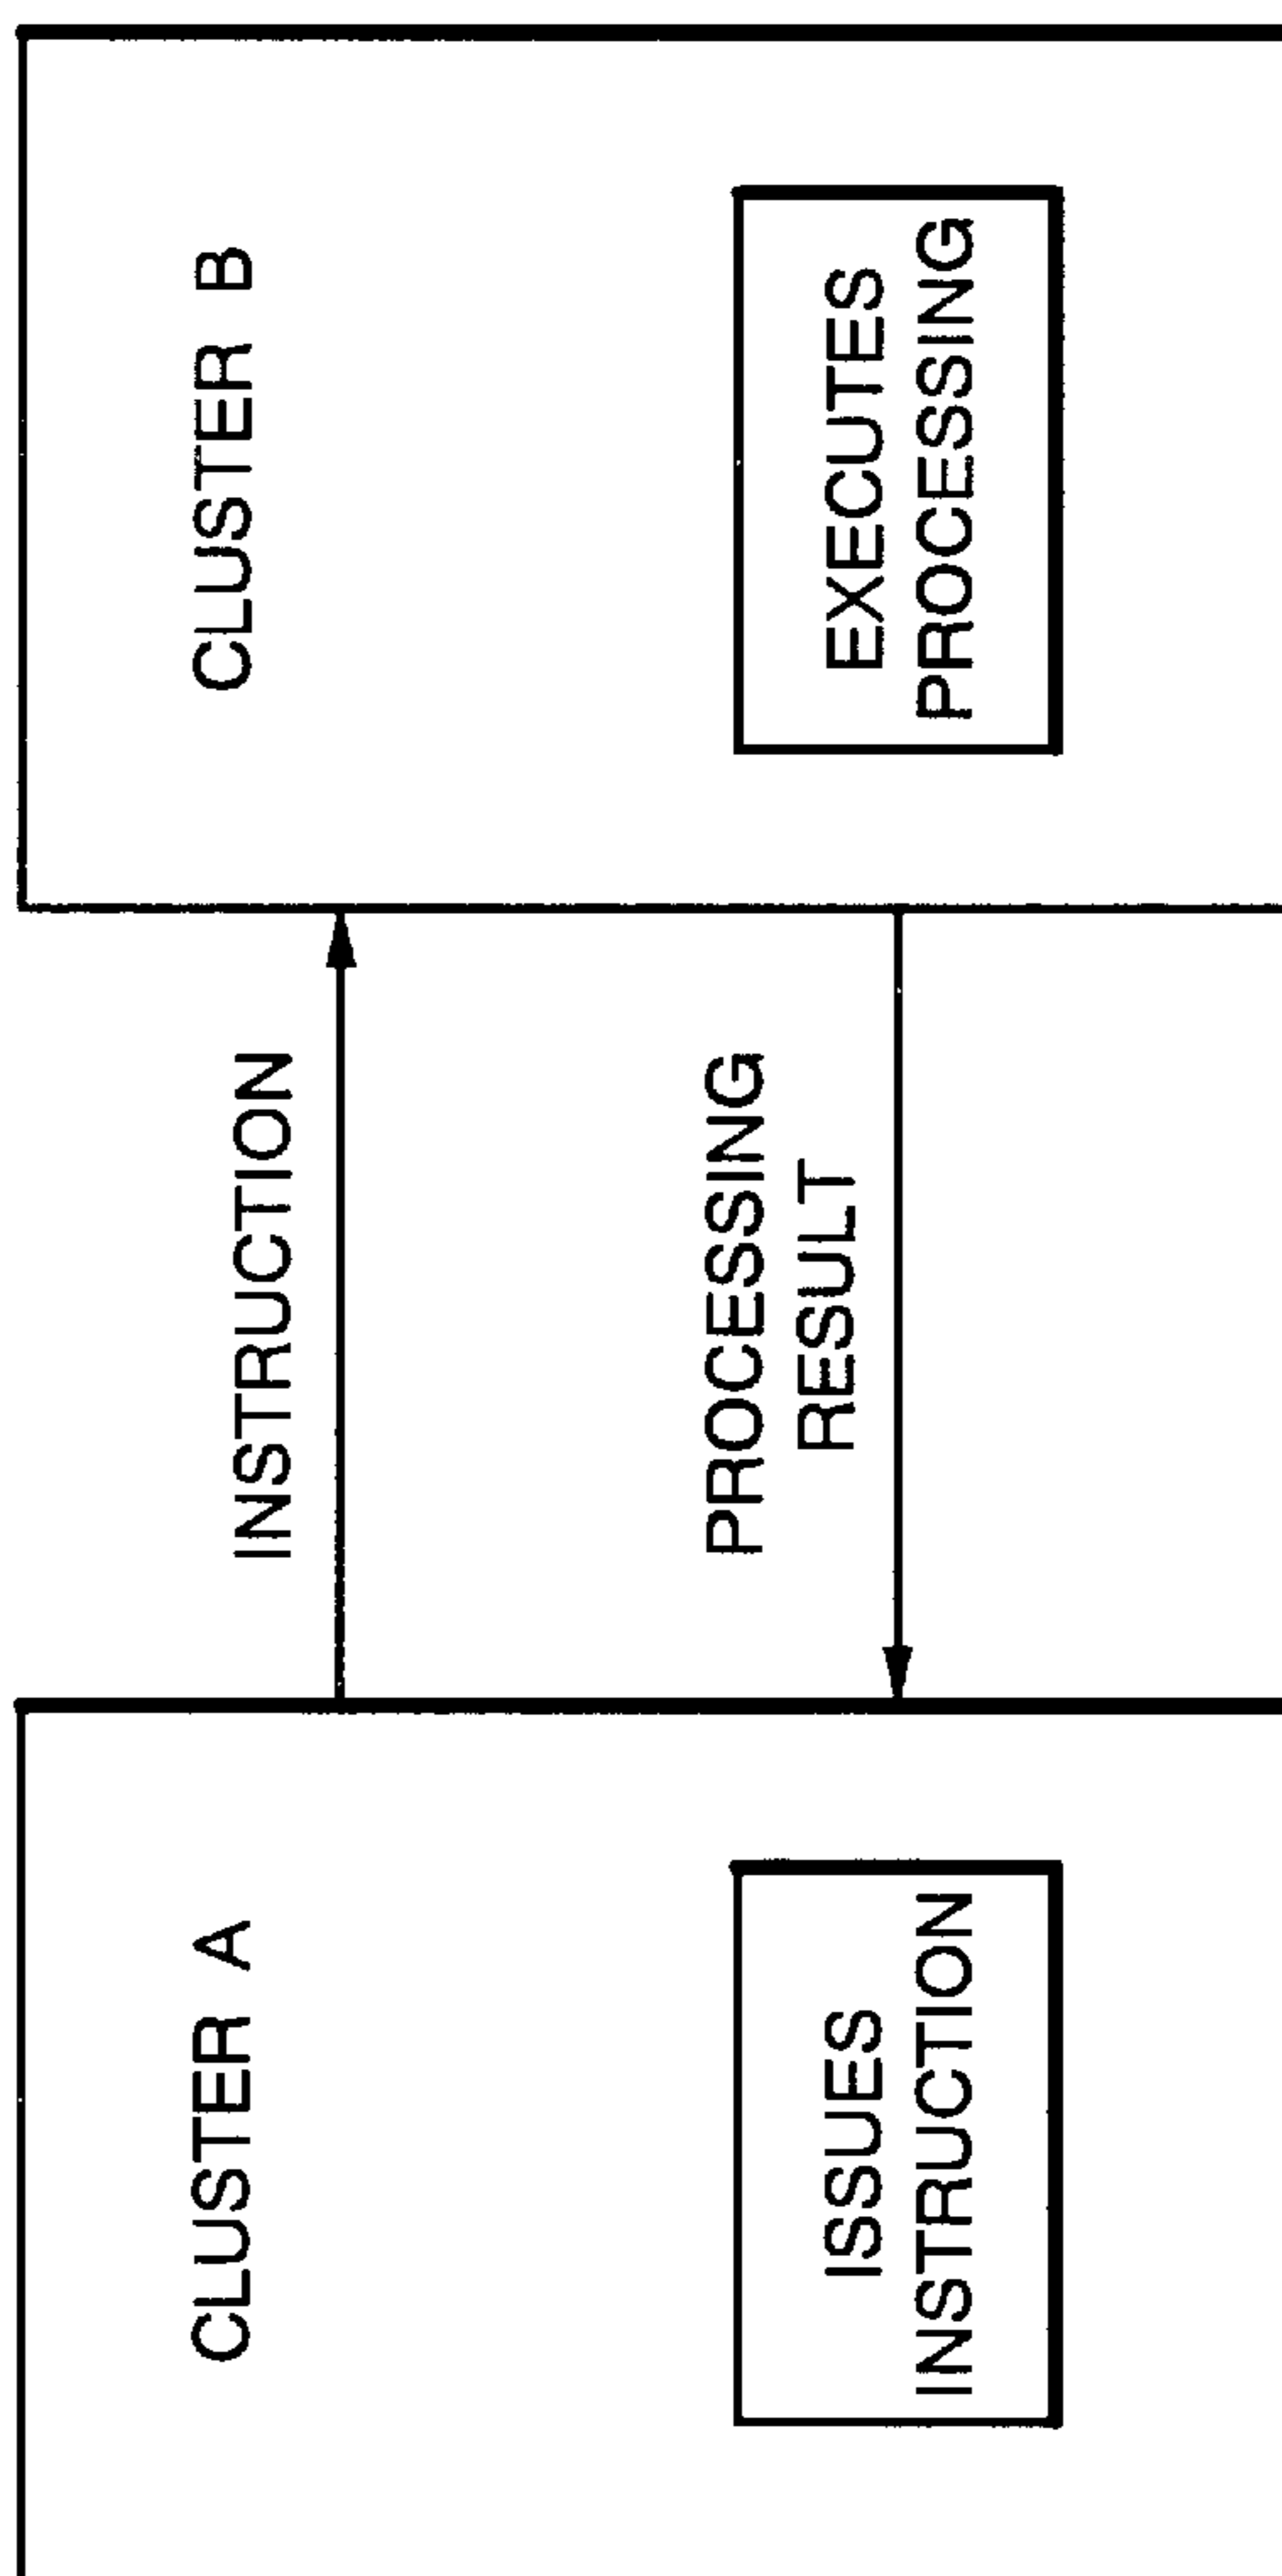 CLUSTER A
ISSUES
INSTRUCTION
INSTRUCTION
PROCESSING
RESULT
CLUSTER B
EXECUTES
PROCESSING